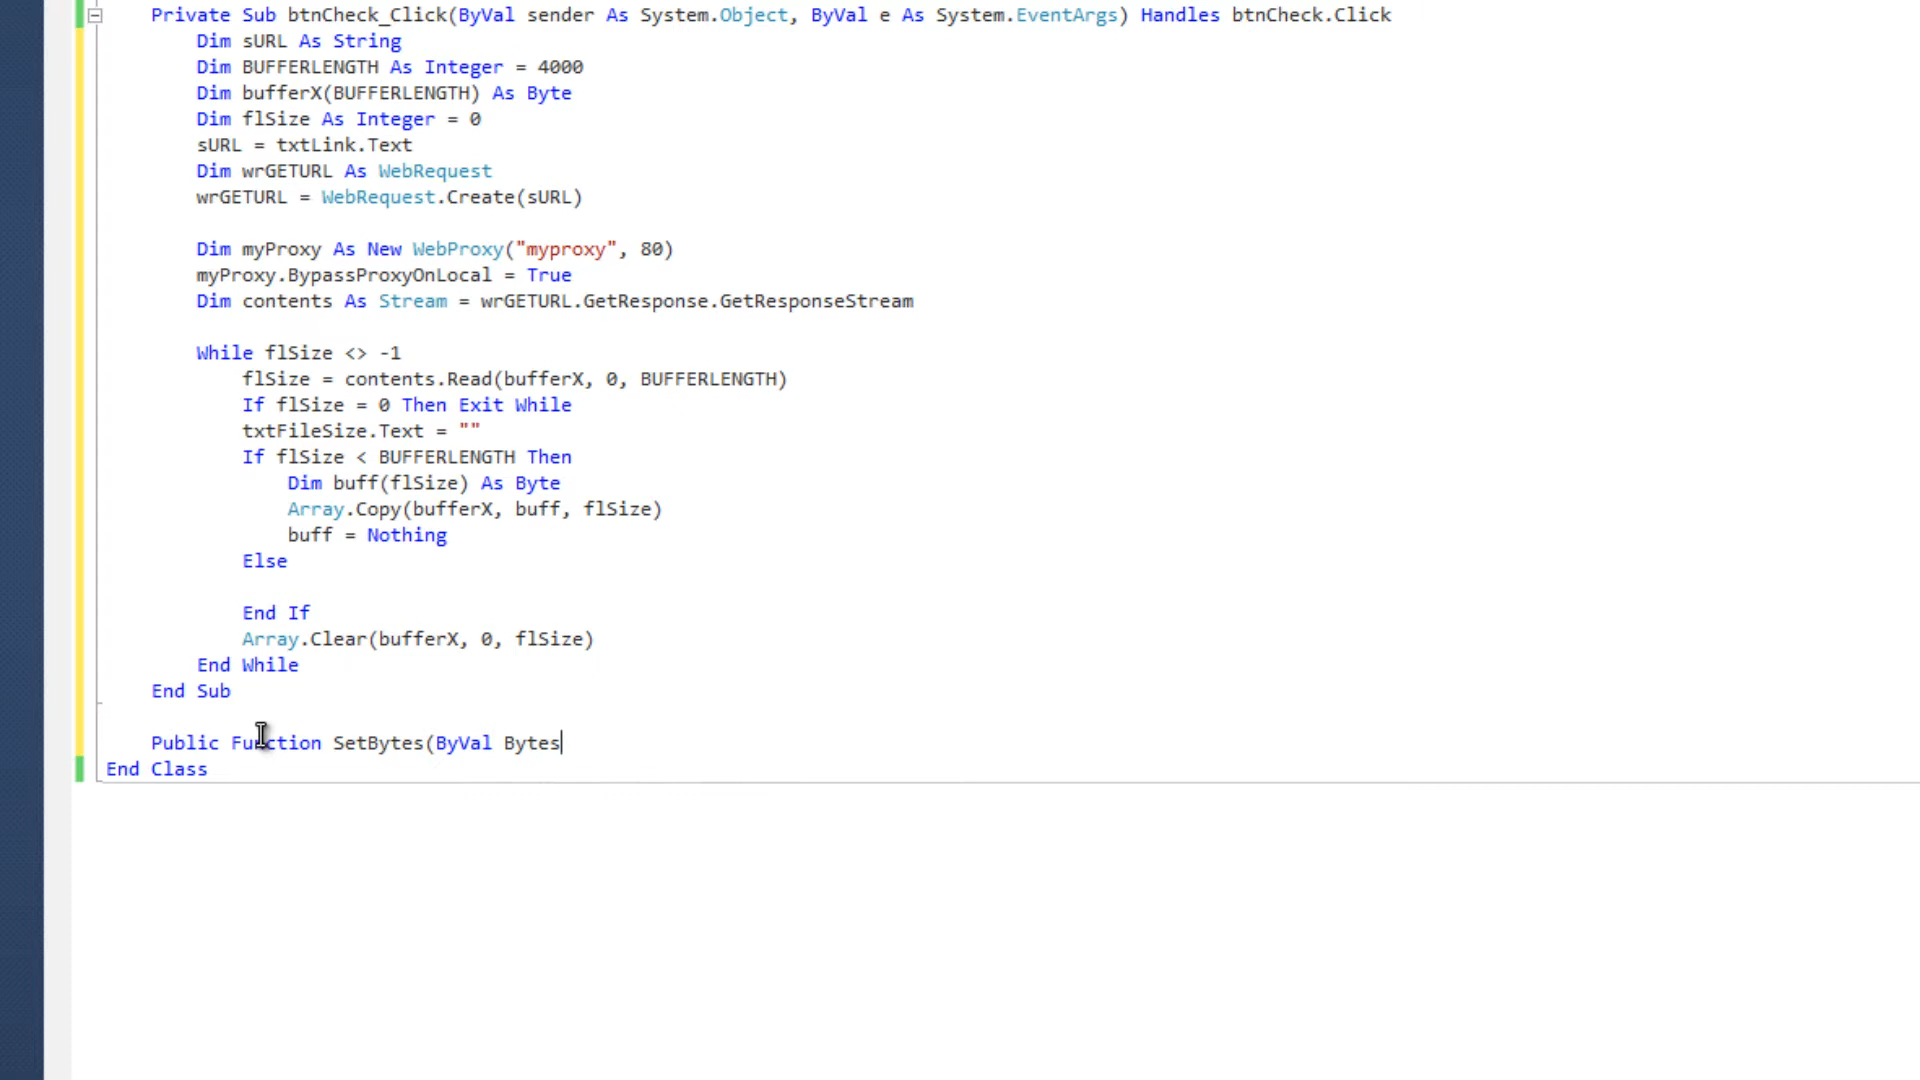 Private Sub btnCheck_Click(ByVal sender As System.Object, ByVal e As System.EventArgs) Handles btnCheck.Click
Dim sURL As String
Dim BUFFERLENGTH As Integer = 4000
Dim bufferX(BUFFERLENGTH) As Byte
Dim flSize As Integer = 0
sURL = txtLink.Text
Dim wrGETURL As WebRequest
wrGETURL = WebRequest.Create(sURL)
Dim myProxy As New WebProxy("myproxy", 80)
myProxy.BypassProxyOnLocal = True
Dim contents As Stream = wrGETURL.GetResponse.GetResponseStream
While flSize <> -1
flSize = contents.Read(bufferX, 0, BUFFERLENGTH)
If flSize = 0 Then Exit While
txtFileSize.Text = ""
If flSize < BUFFERLENGTH Then
Dim buff(flSize) As Byte
Array.Copy(bufferX, buff, flSize)
buff = Nothing
Else
End If
Array.Clear(bufferX, 0, flSize)
End While
End Sub
Public Function SetBytes(ByVal Bytes
End Class